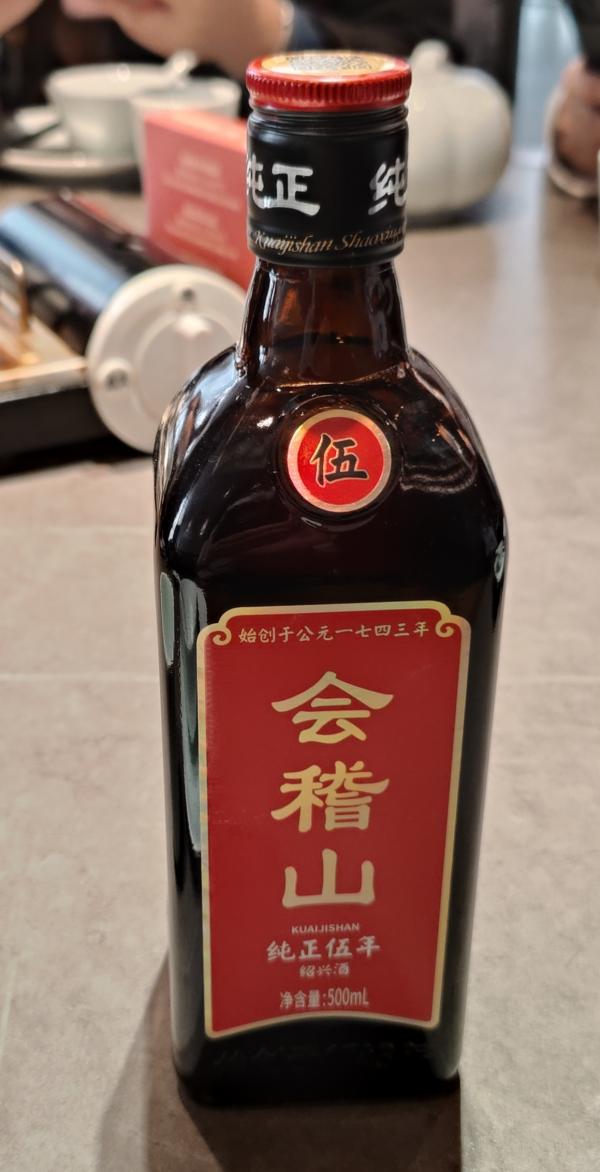 纯正 纯
Kuaijishan Shaoxing
伍
始创于公元一七四三年
会
稽
山
KUAIJISHAN
纯正伍年
绍兴酒
净含量:500mL